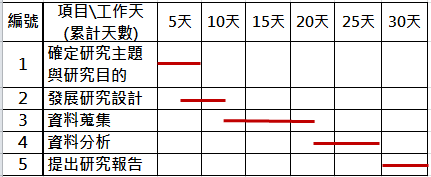 編號 項目\工作天 (累計天數) 5天 10天 15天 20天 25天 30天
1 確定研究主題
與研究目的
2 發展研究設計
3 資料蒐集
4 資料分析
5 提出研究報告